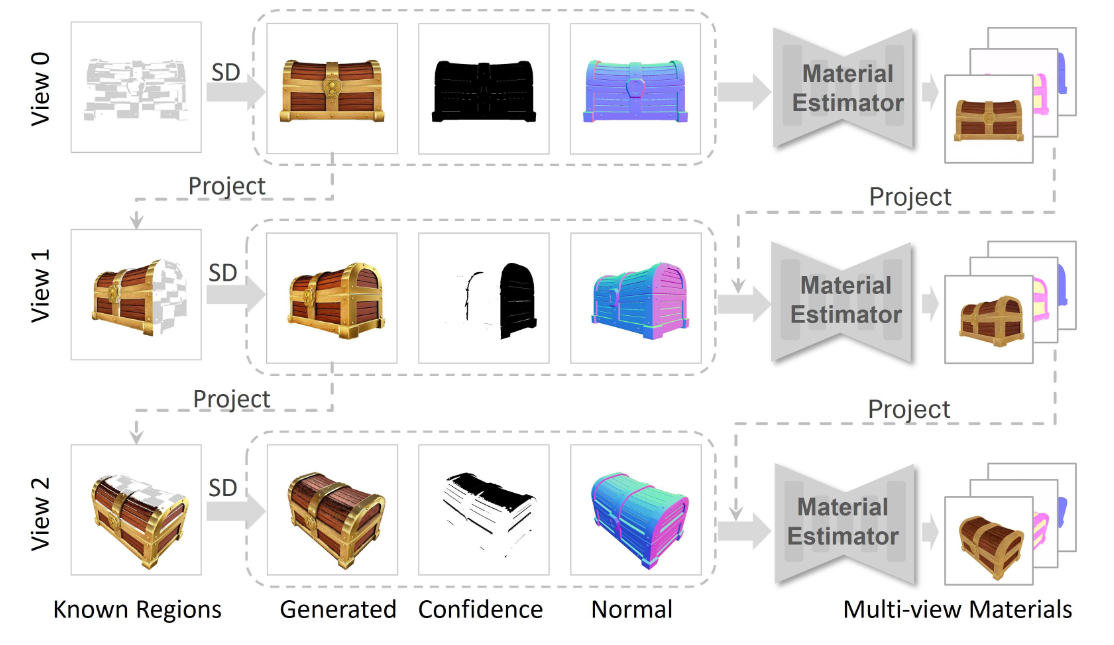 View 0
SD
Material
Estimator
Project
Project
View 1
SD
Material
Estimator
Project
Project
View 2
SD
Material
Estimator
Known Regions
Generated
Confidence
Normal
Multi-view Materials